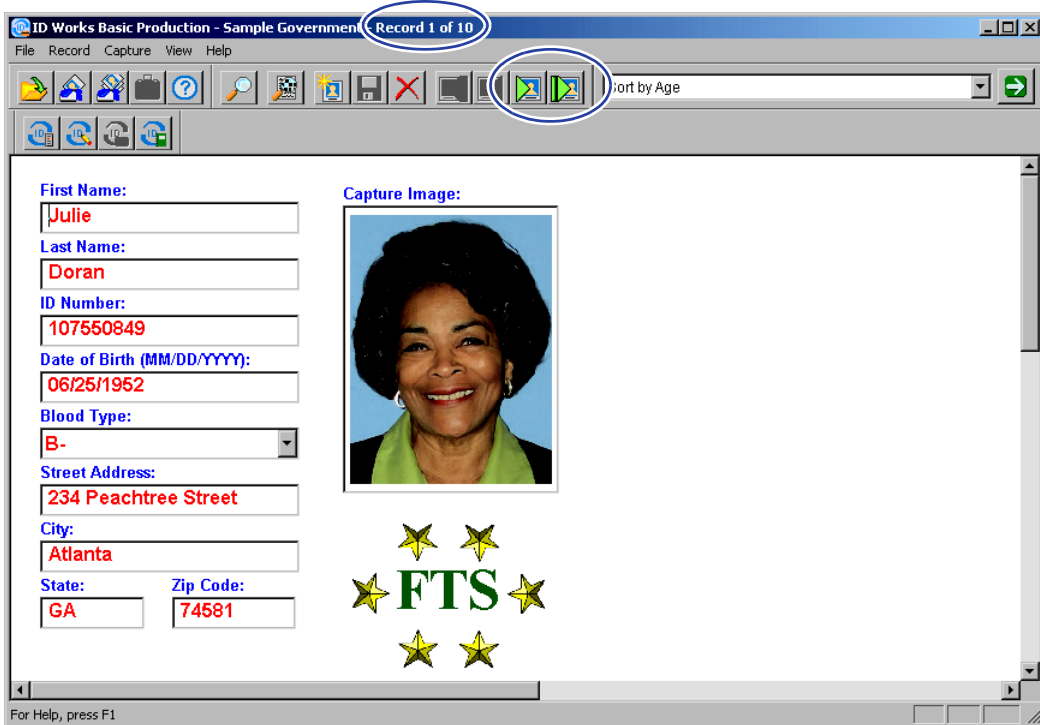 ID Works Basic Production - Sample Government - Record 1 of 10
File Record Capture View Help
Sort by Age
First Name:
Julie
Last Name:
Doran
ID Number:
107550849
Date of Birth (MM/DD/YYYY):
06/25/1952
Blood Type:
B-
Street Address:
234 Peachtree Street
City:
Atlanta
State: Zip Code:
GA 74581
Capture Image:
FTS
For Help, press F1